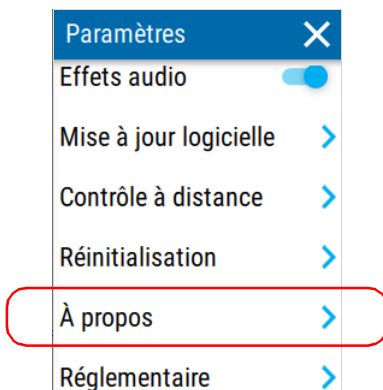 Paramètres
Effets audio
Mise à jour logicielle
Contrôle à distance
Réinitialisation
À propos
Réglementaire